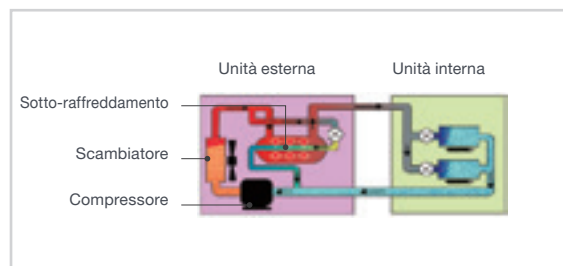 Unità esterna
Unità interna
Sotto-raffreddamento
Scambiatore
Compressore